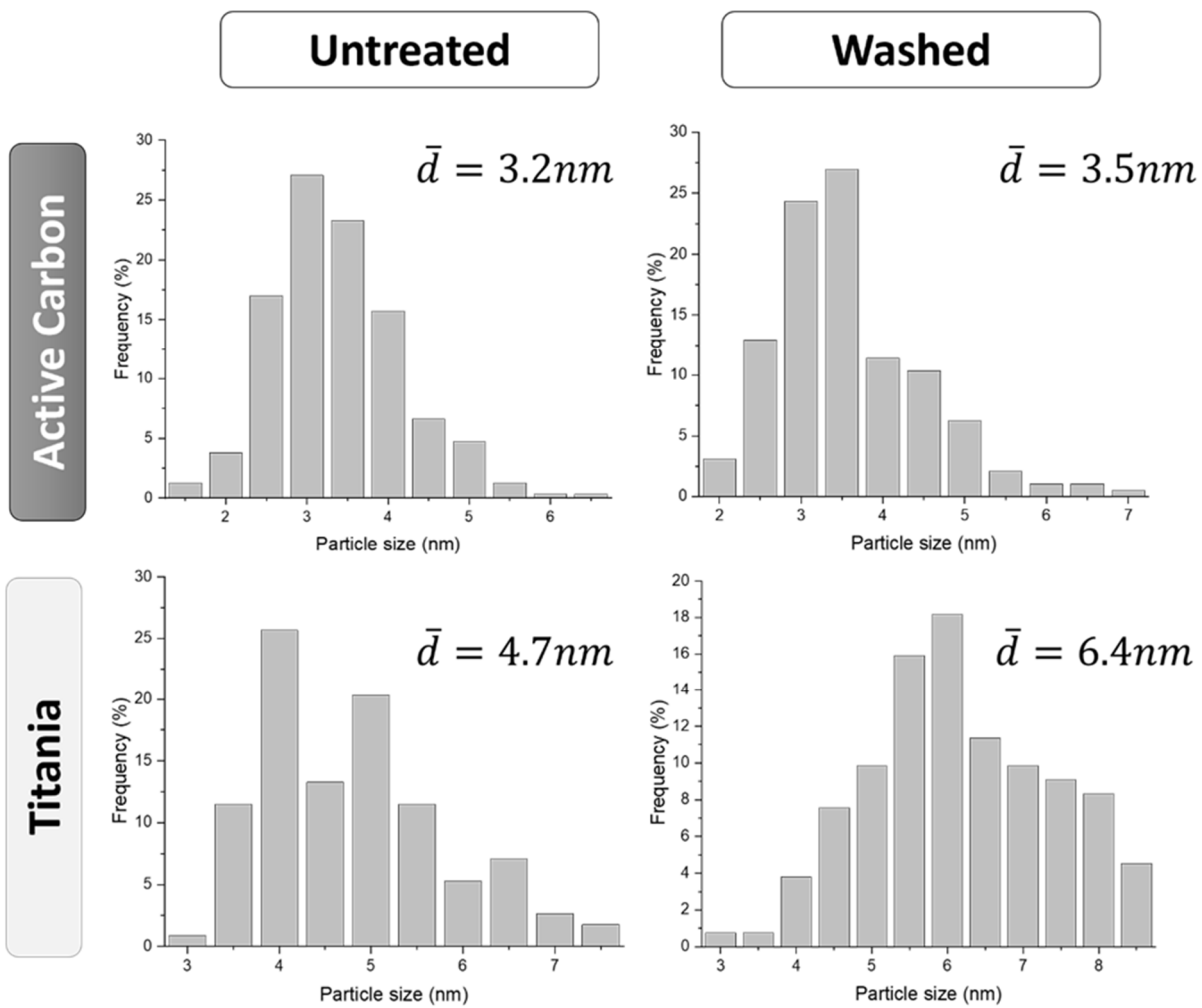 Untreated
Washed
Active Carbon
Titania
d̄ = 3.2nm
Frequency (%)
30
25
20
15
10
5
0
2 3 4 5 6
Particle size (nm)
d̄ = 3.5nm
Frequency (%)
30
25
20
15
10
5
0
2 3 4 5 6 7
Particle size (nm)
d̄ = 4.7nm
Frequency (%)
30
25
20
15
10
5
0
3 4 5 6 7
Particle size (nm)
d̄ = 6.4nm
Frequency (%)
20
18
16
14
12
10
8
6
4
2
0
3 4 5 6 7 8
Particle size (nm)